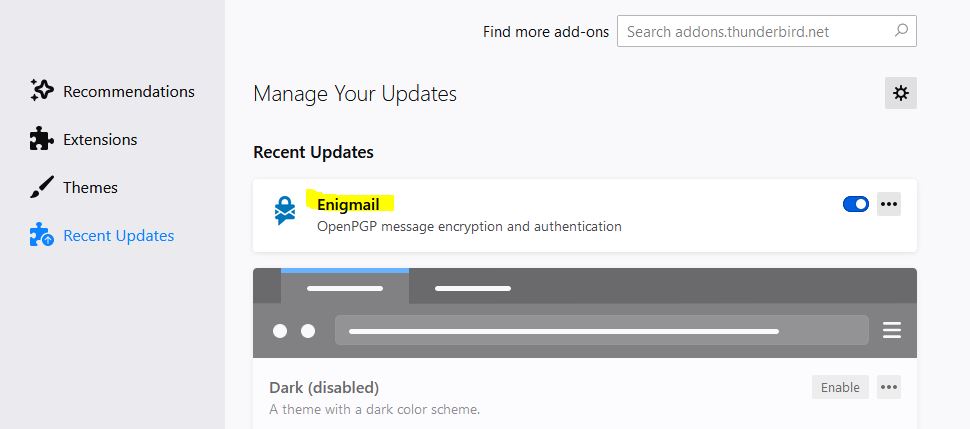 Find more add-ons Search addons.thunderbird.net
Recommendations
Extensions
Themes
Recent Updates
Manage Your Updates
Recent Updates
Enigmail
OpenPGP message encryption and authentication
Dark (disabled)
Enable
A theme with a dark color scheme.